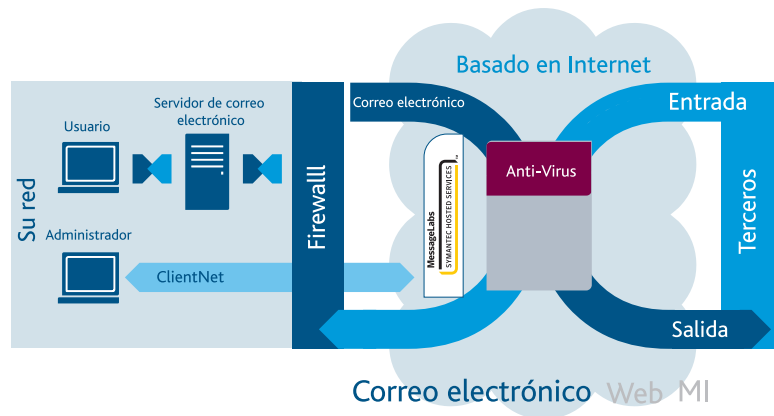 Basado en Internet
Su red
Usuario
Servidor de correo
electrónico
Administrador
ClientNet
Firewalll
Correo electrónico
MessageLabs
SYMANTEC HOSTED SERVICES
Anti-Virus
Entrada
Terceros
Salida
Correo electrónico Web MI